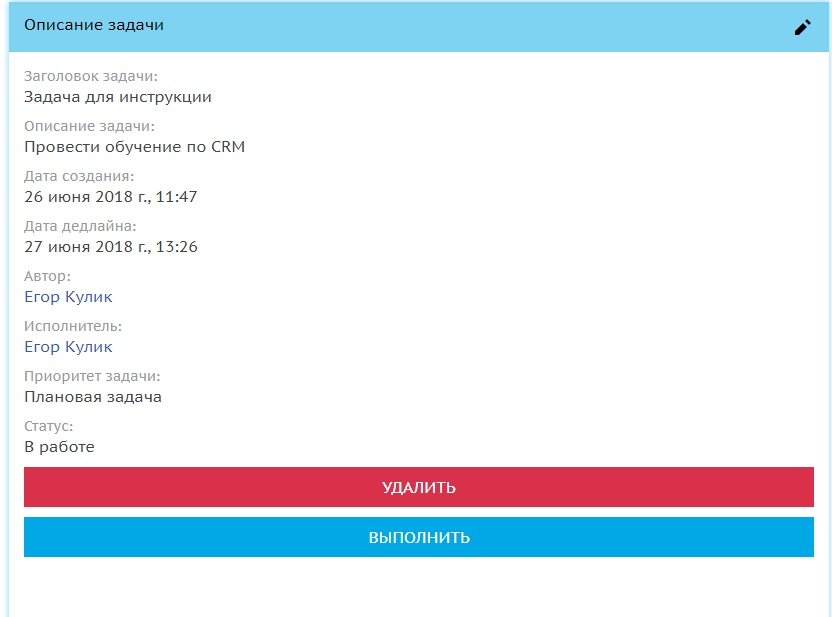 Описание задачи
Заголовок задачи:
Задача для инструкции
Описание задачи:
Провести обучение по CRM
Дата создания:
26 июня 2018 г., 11:47
Дата дедлайна:
27 июня 2018 г., 13:26
Автор:
Егор Кулик
Исполнитель:
Егор Кулик
Приоритет задачи:
Плановая задача
Статус:
В работе
УДАЛИТЬ
ВЫПОЛНИТЬ